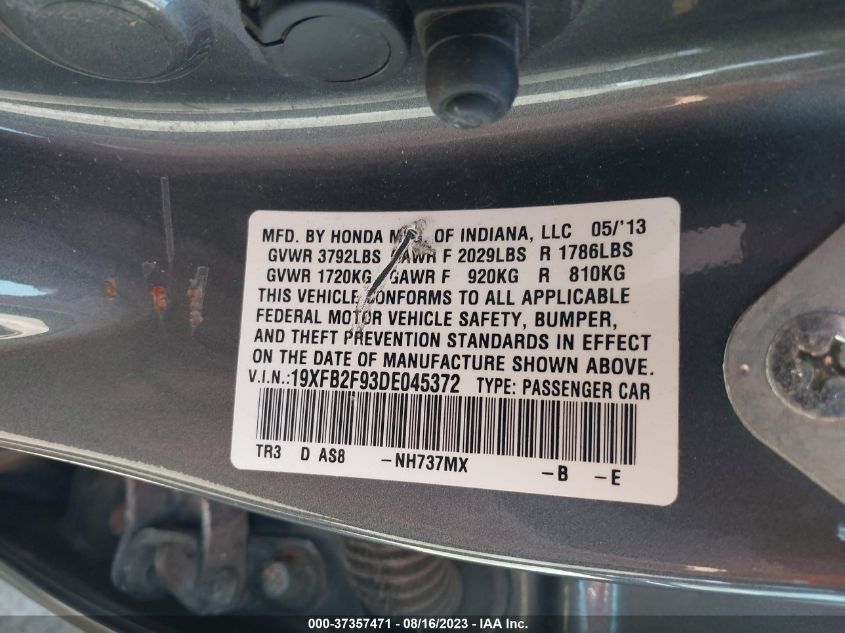 MFD. BY HONDA M OF INDIANA, LLC 05/'13
GVWR 3792LBS GAWR F 2029LBS R 1786LBS
GVWR 1720KG GAWR F 920KG R 810KG
THIS VEHICLE CONFORMS TO ALL APPLICABLE
FEDERAL MOTOR VEHICLE SAFETY, BUMPER,
AND THEFT PREVENTION STANDARDS IN EFFECT
ON THE DATE OF MANUFACTURE SHOWN ABOVE.
V.I.N.:19XFB2F93DE045372 TYPE: PASSENGER CAR
TR3 D AS8 -NH737MX -B -E
000-37357471 - 08/16/2023 - IAA Inc.